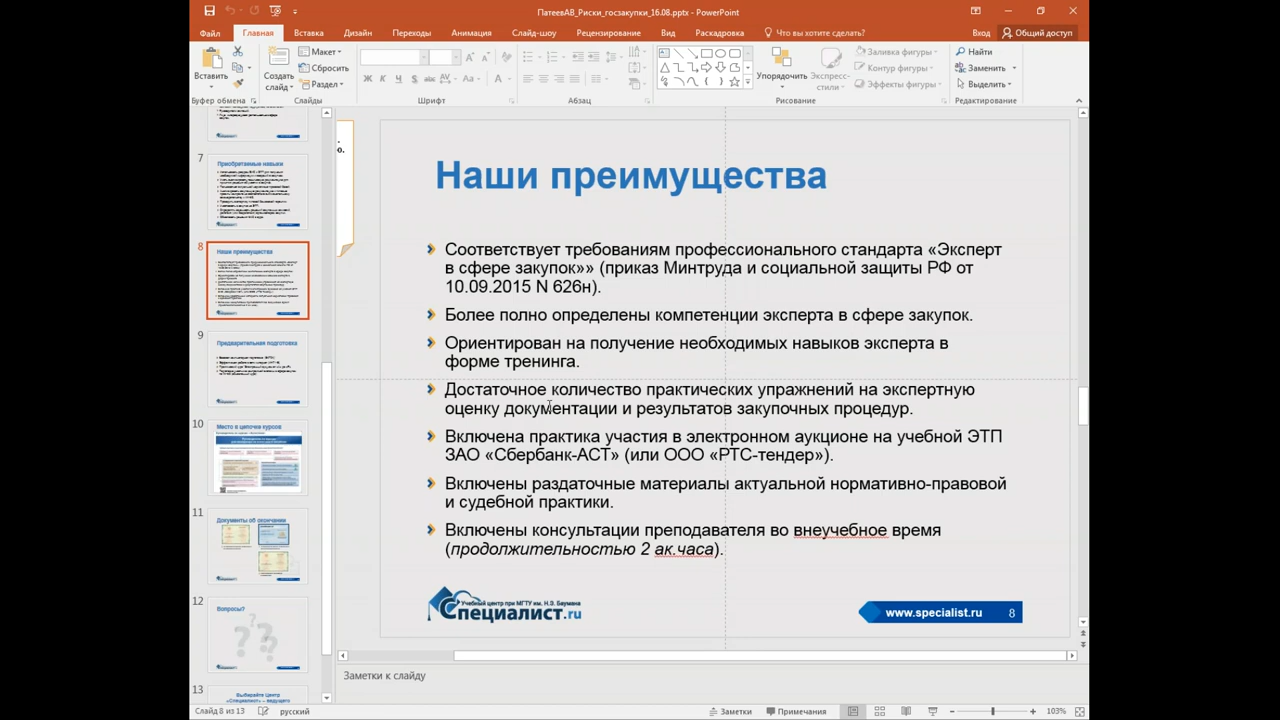 ПатеевАВ_Риски_госзакупки_16.08.pptx - PowerPoint
Файл Главная Вставка Дизайн Переходы Анимация Слайд-шоу Рецензирование Вид Раскадровка Что вы хотите сделать? Вход Общий доступ
Вставить
Создать слайд
Макет
Сбросить
Раздел
Ж К Ч S abc AV Aa A
Упорядочить
Экспресс-стили
Заливка фигуры
Контур фигуры
Эффекты фигуры
Найти
Заменить
Выделить
Буфер обмена Слайды Шрифт Абзац Рисование Редактирование
7
Приобретаемые навыки
8
Наши преимущества
9
Предварительная подготовка
10
Место в цепочке курсов
11
Документы об окончании
12
Вопросы?
13
Выбирайте Центр
«Специалист» – ведущего
ю.
Наши преимущества
Соответствует требованиям профессионального стандарта «Эксперт
в сфере закупок»» (приказ Минтруда и социальной защиты РФ от
10.09.2015 N 626н).
Более полно определены компетенции эксперта в сфере закупок.
Ориентирован на получение необходимых навыков эксперта в
форме тренинга.
Достаточное количество практических упражнений на экспертную
оценку документации и результатов закупочных процедур.
Включена практика участия в электронном аукционе на учебной ЭТП
ЗАО «Сбербанк-АСТ» (или ООО «РТС-тендер»).
Включены раздаточные материалы актуальной нормативно-правовой
и судебной практики.
Включены консультации преподавателя во внеучебное время
(продолжительностью 2 ак.часа).
Учебный центр при МГТУ им. Н.Э. Баумана
Специалист.ru
www.specialist.ru 8
Заметки к слайду
Слайд 8 из 13 русский Заметки Примечания 103%